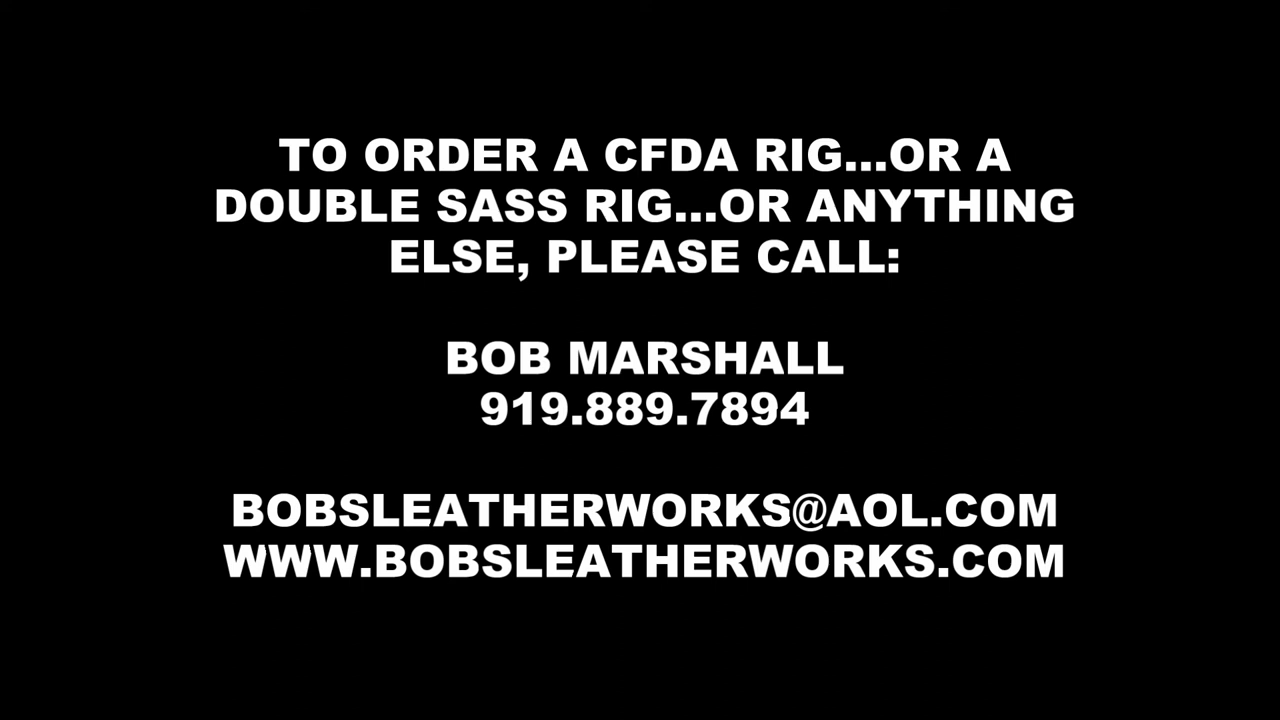 TO ORDER A CFDA RIG...OR A
DOUBLE SASS RIG...OR ANYTHING
ELSE, PLEASE CALL:
BOB MARSHALL
919.889.7894
BOBSLEATHERWORKS@AOL.COM
WWW.BOBSLEATHERWORKS.COM